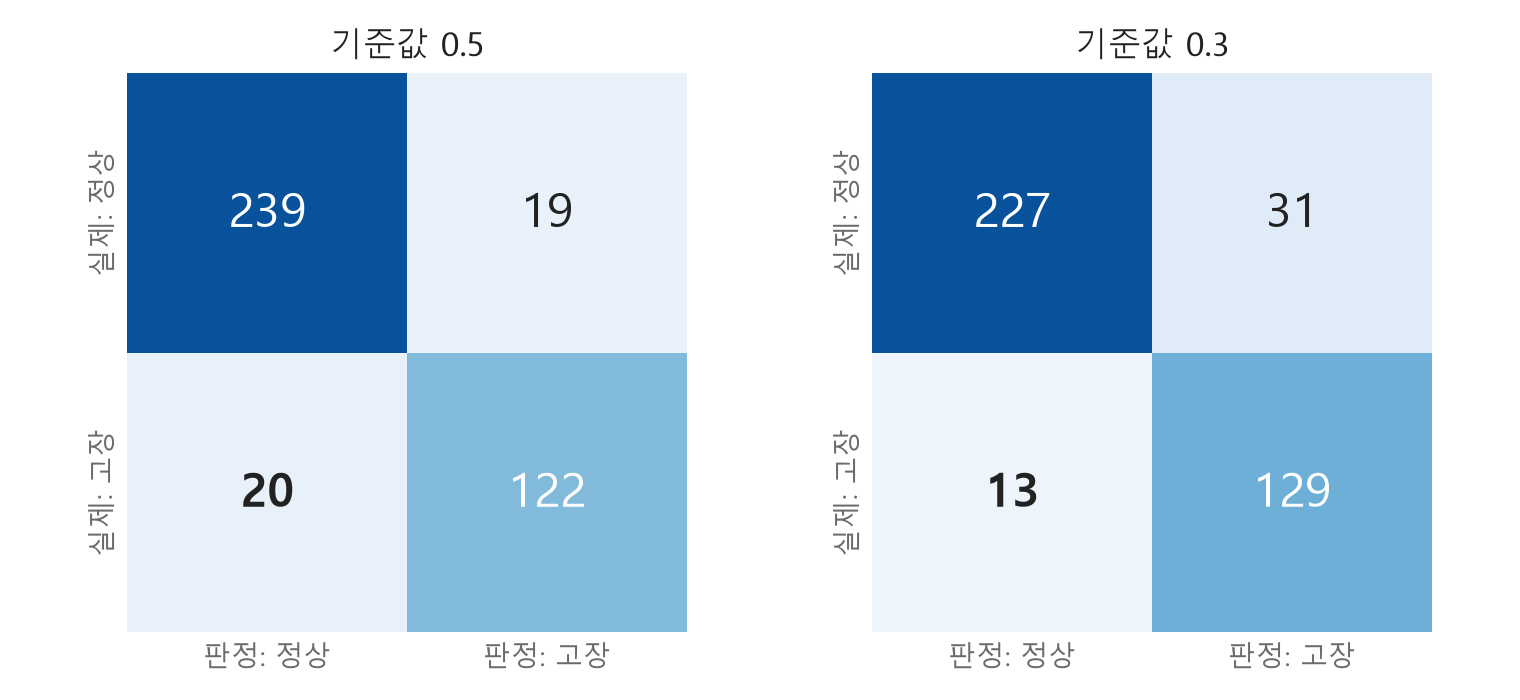 기준값 0.5
실제: 정상
239
19
실제: 고장
20
122
판정: 정상
판정: 고장
기준값 0.3
실제: 정상
227
31
실제: 고장
13
129
판정: 정상
판정: 고장